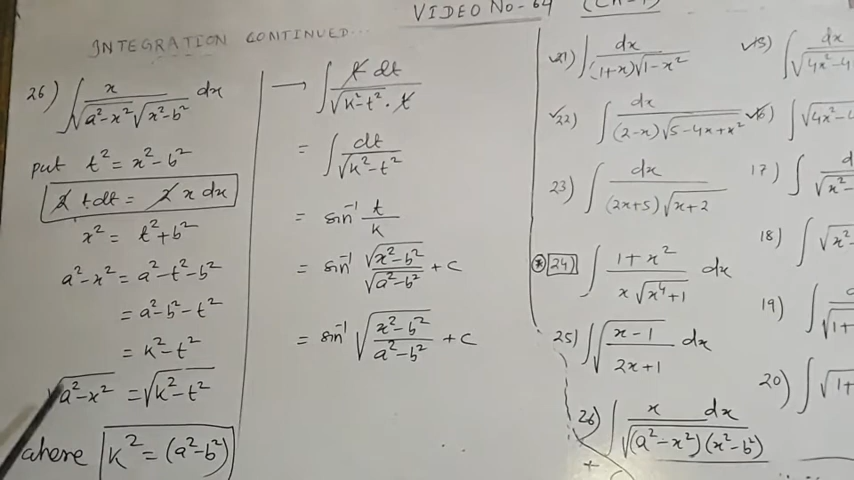 VIDEO No-64
INTEGRATION CONTINUED...
26) ∫ x / √(a²-x²) √(x²-b²) dx
put t² = x²-b²
2 t dt = 2 x dx
x² = t²+b²
a²-x² = a²-t²-b²
= a²-b²-t²
= K²-t²
√(a²-x²) = √(K²-t²)
where K² = (a²-b²)
→ ∫ t dt / √(K²-t²) . t
= ∫ dt / √(K²-t²)
= sin⁻¹ t/K
= sin⁻¹ √(x²-b²) / √(a²-b²) + C
= sin⁻¹ √((x²-b²) / (a²-b²)) + C
21) ∫ dx / (1+x)√(1-x²)
22) ∫ dx / (2-x)√(5-4x+x²)
23) ∫ dx / (2x+5)√(x+2)
24) ∫ 1+x² / x√(x⁴+1) dx
25) ∫ √((x-1) / (2x+1)) dx
26) ∫ x dx / √((a²-x²)(x²-b²))
15) ∫ dx / √(4x²-4
16) ∫ √(4x²-
17) ∫ d / √(x²-
18) ∫ √(x²-
19) ∫ / √(1+
20) ∫ √(1+